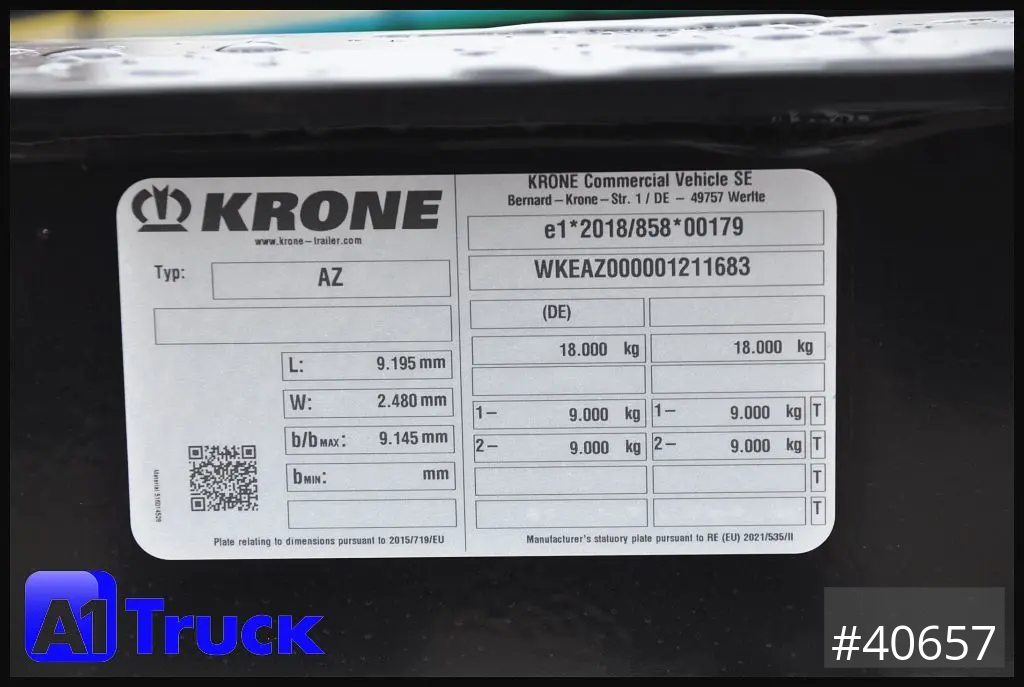 KRONE
www.krone-trailer.com
Typ: AZ
L: 9.195 mm
W: 2.480 mm
b/bMAX: 9.145 mm
bMIN: mm
Plate relating to dimensions pursuant to 2015/719/EU
KRONE Commercial Vehicle SE
Bernard-Krone-Str. 1 / DE - 49757 Werlte
e1*2018/858*00179
WKEAZ000001211683
(DE)
18.000 kg 18.000 kg
1- 9.000 kg 1- 9.000 kg T
2- 9.000 kg 2- 9.000 kg T
T
T
Manufacturer's statuory plate pursuant to RE (EU) 2021/535/II
A1 Truck
#40657